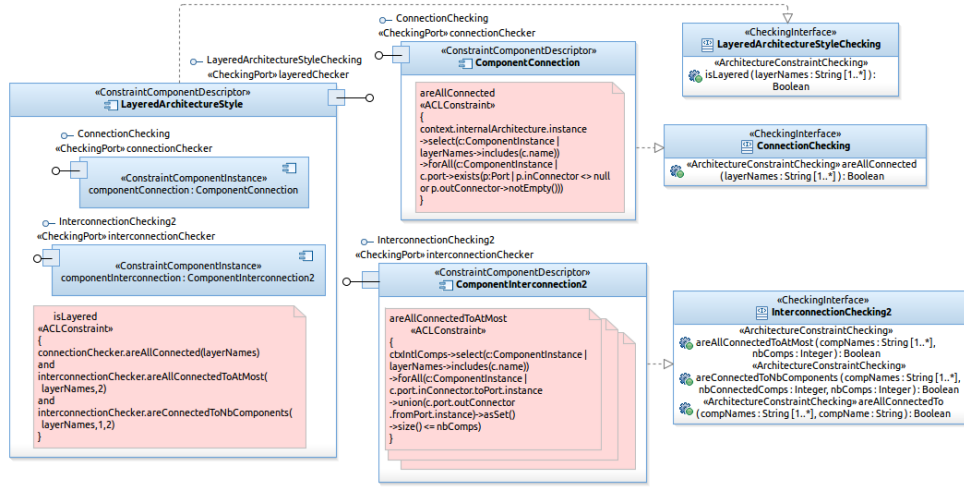 LayeredArchitectureStyleChecking
«CheckingPort» layeredChecker
«ConstraintComponentDescriptor»
LayeredArchitectureStyle
ConnectionChecking
«CheckingPort» connectionChecker
«ConstraintComponentInstance»
componentConnection : ComponentConnection
InterconnectionChecking2
«CheckingPort» interconnectionChecker
«ConstraintComponentInstance»
componentInterconnection : ComponentInterconnection2
isLayered
«ACLConstraint»
{
connectionChecker.areAllConnected(layerNames)
and
interconnectionChecker.areAllConnectedToAtMost(
layerNames,2)
and
interconnectionChecker.areConnectedToNbComponents(
layerNames,1,2)
}
ConnectionChecking
«CheckingPort» connectionChecker
«ConstraintComponentDescriptor»
ComponentConnection
areAllConnected
«ACLConstraint»
{
context.internalArchitecture.instance
->select(c:ComponentInstance |
layerNames->includes(c.name))
->forAll(c:ComponentInstance |
c.port->exists(p:Port | p.inConnector <> null
or p.outConnector->notEmpty()))
}
InterconnectionChecking2
«CheckingPort» interconnectionChecker
«ConstraintComponentDescriptor»
ComponentInterconnection2
areAllConnectedToAtMost
«ACLConstraint»
{
ctxIntlComps->select(c:ComponentInstance |
layerNames->includes(c.name))
->forAll(c:ComponentInstance |
c.port.inConnector.toPort.instance
->union(c.port.outConnector
.fromPort.instance)->asSet()
->size() <= nbComps)
}
«CheckingInterface»
LayeredArchitectureStyleChecking
«ArchitectureConstraintChecking»
isLayered ( layerNames : String [1..*] ) :
Boolean
«CheckingInterface»
ConnectionChecking
«ArchitectureConstraintChecking» areAllConnected
( layerNames : String [1..*] ) : Boolean
«CheckingInterface»
InterconnectionChecking2
«ArchitectureConstraintChecking»
areAllConnectedToAtMost ( compNames : String [1..*],
nbComps : Integer ) : Boolean
«ArchitectureConstraintChecking»
areConnectedToNbComponents ( compNames : String [1..*],
nbConnectedComps : Integer, nbComps : Integer ) : Boolean
«ArchitectureConstraintChecking» areAllConnectedTo
( compNames : String [1..*], compName : String ) : Boolean